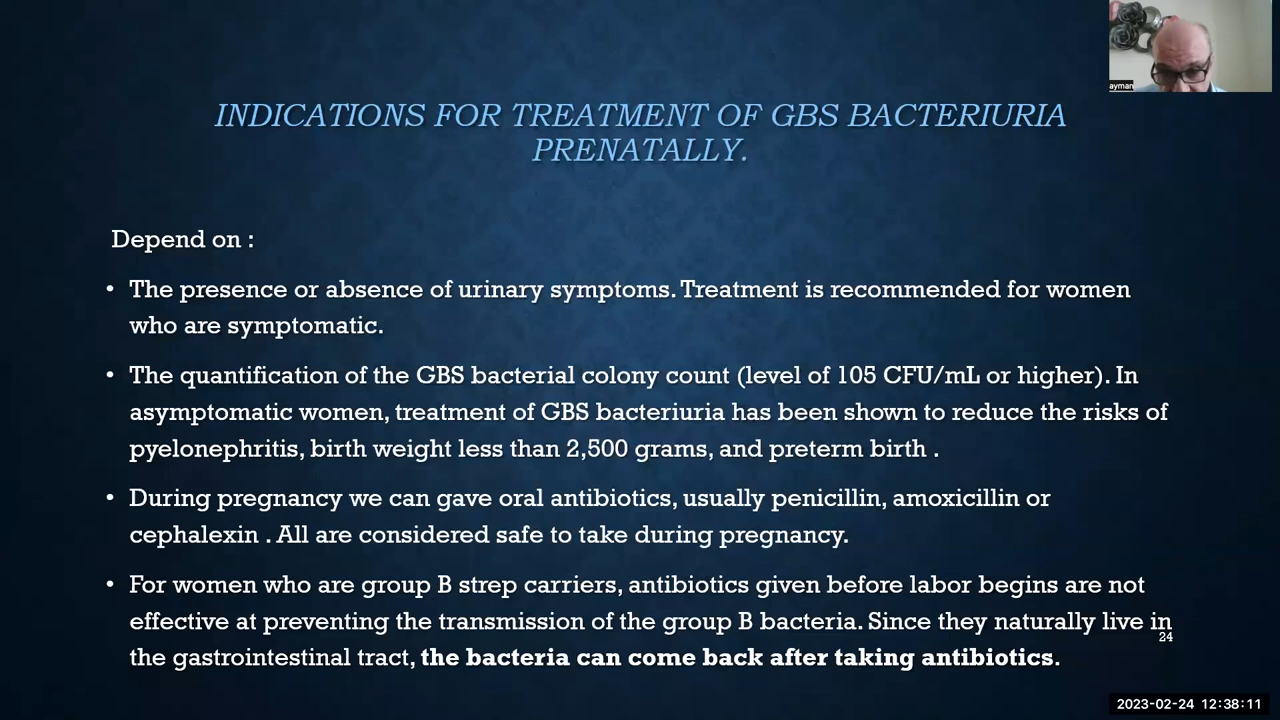 INDICATIONS FOR TREATMENT OF GBS BACTERIURIA
PRENATALLY.
Depend on :
• The presence or absence of urinary symptoms. Treatment is recommended for women
who are symptomatic.
• The quantification of the GBS bacterial colony count (level of 105 CFU/mL or higher). In
asymptomatic women, treatment of GBS bacteriuria has been shown to reduce the risks of
pyelonephritis, birth weight less than 2,500 grams, and preterm birth .
• During pregnancy we can gave oral antibiotics, usually penicillin, amoxicillin or
cephalexin . All are considered safe to take during pregnancy.
• For women who are group B strep carriers, antibiotics given before labor begins are not
effective at preventing the transmission of the group B bacteria. Since they naturally live in
the gastrointestinal tract, the bacteria can come back after taking antibiotics.
24
ayman
2023-02-24 12:38:11